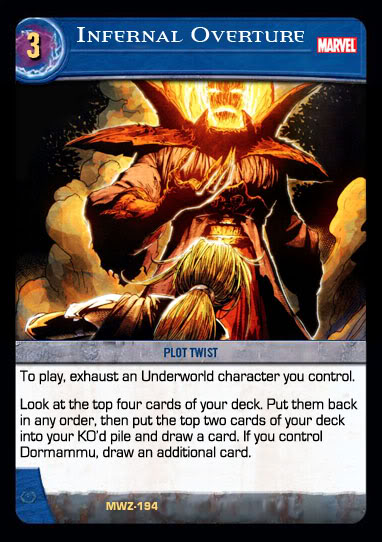 3
Infernal Overture
MARVEL
PLOT TWIST
To play, exhaust an Underworld character you control.
Look at the top four cards of your deck. Put them back
in any order, then put the top two cards of your deck
into your KO'd pile and draw a card. If you control
Dormammu, draw an additional card.
MWZ-194